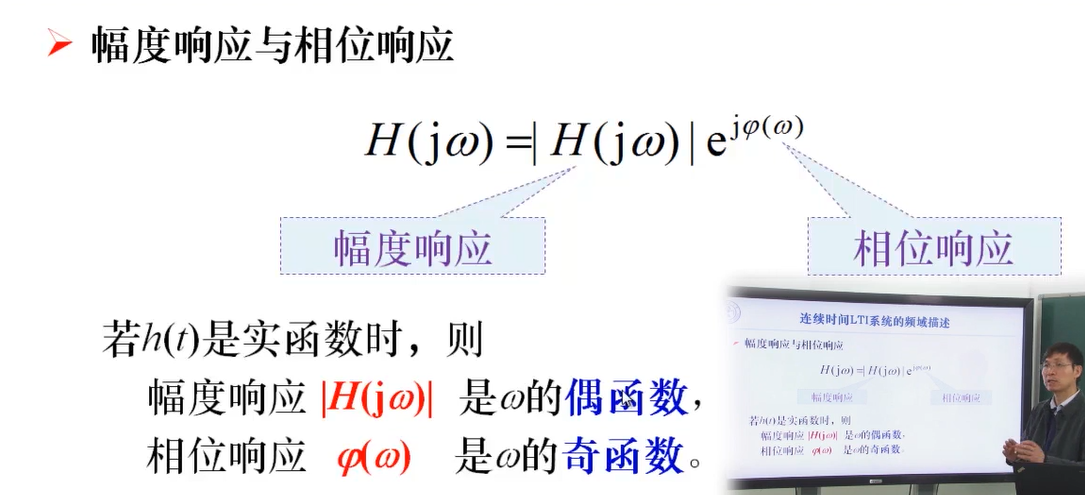 幅度响应与相位响应
H(jω)=|H(jω)|e^{jφ(ω)}
幅度响应
相位响应
若h(t)是实函数时，则
幅度响应 |H(jω)| 是ω的偶函数，
相位响应 φ(ω) 是ω的奇函数。
连续时间LTI系统的频域描述
幅度响应与相位响应
H(jω)=|H(jω)|e^{jφ(ω)}
幅度响应
相位响应
若h(t)是实函数时，则
幅度响应 |H(jω)| 是ω的偶函数，
相位响应 φ(ω) 是ω的奇函数。